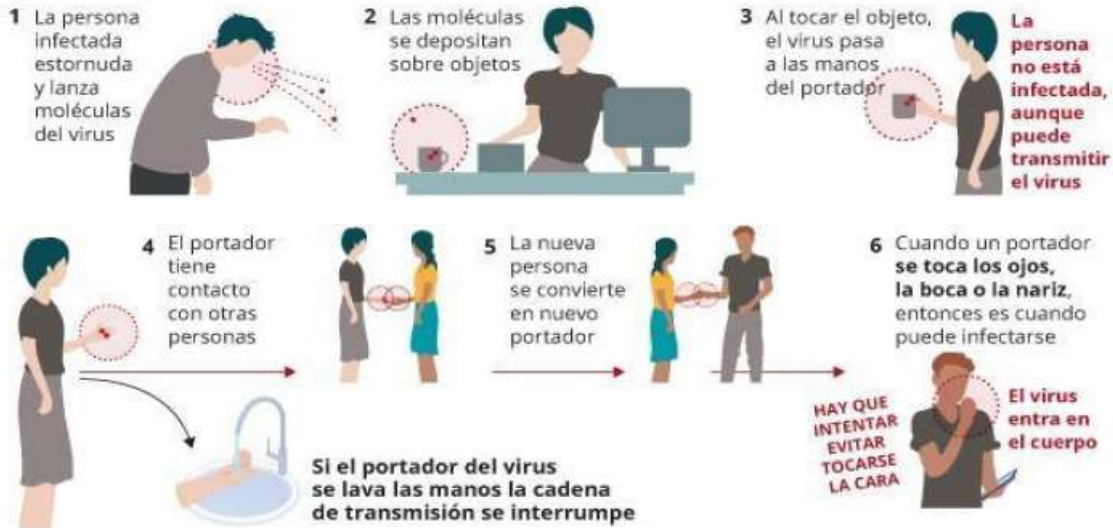 1 La persona
infectada
estornuda
y lanza
moléculas
del virus
2 Las moléculas
se depositan
sobre objetos
3 Al tocar el objeto,
el virus pasa
a las manos
del portador
La
persona
no está
infectada,
aunque
puede
transmitir
el virus
4 El portador
tiene
contacto
con otras
personas
5 La nueva
persona
se convierte
en nuevo
portador
6 Cuando un portador
se toca los ojos,
la boca o la nariz,
entonces es cuando
puede infectarse
HAY QUE
INTENTAR
EVITAR
TOCARSE
LA CARA
El virus
entra en
el cuerpo
Si el portador del virus
se lava las manos la cadena
de transmisión se interrumpe